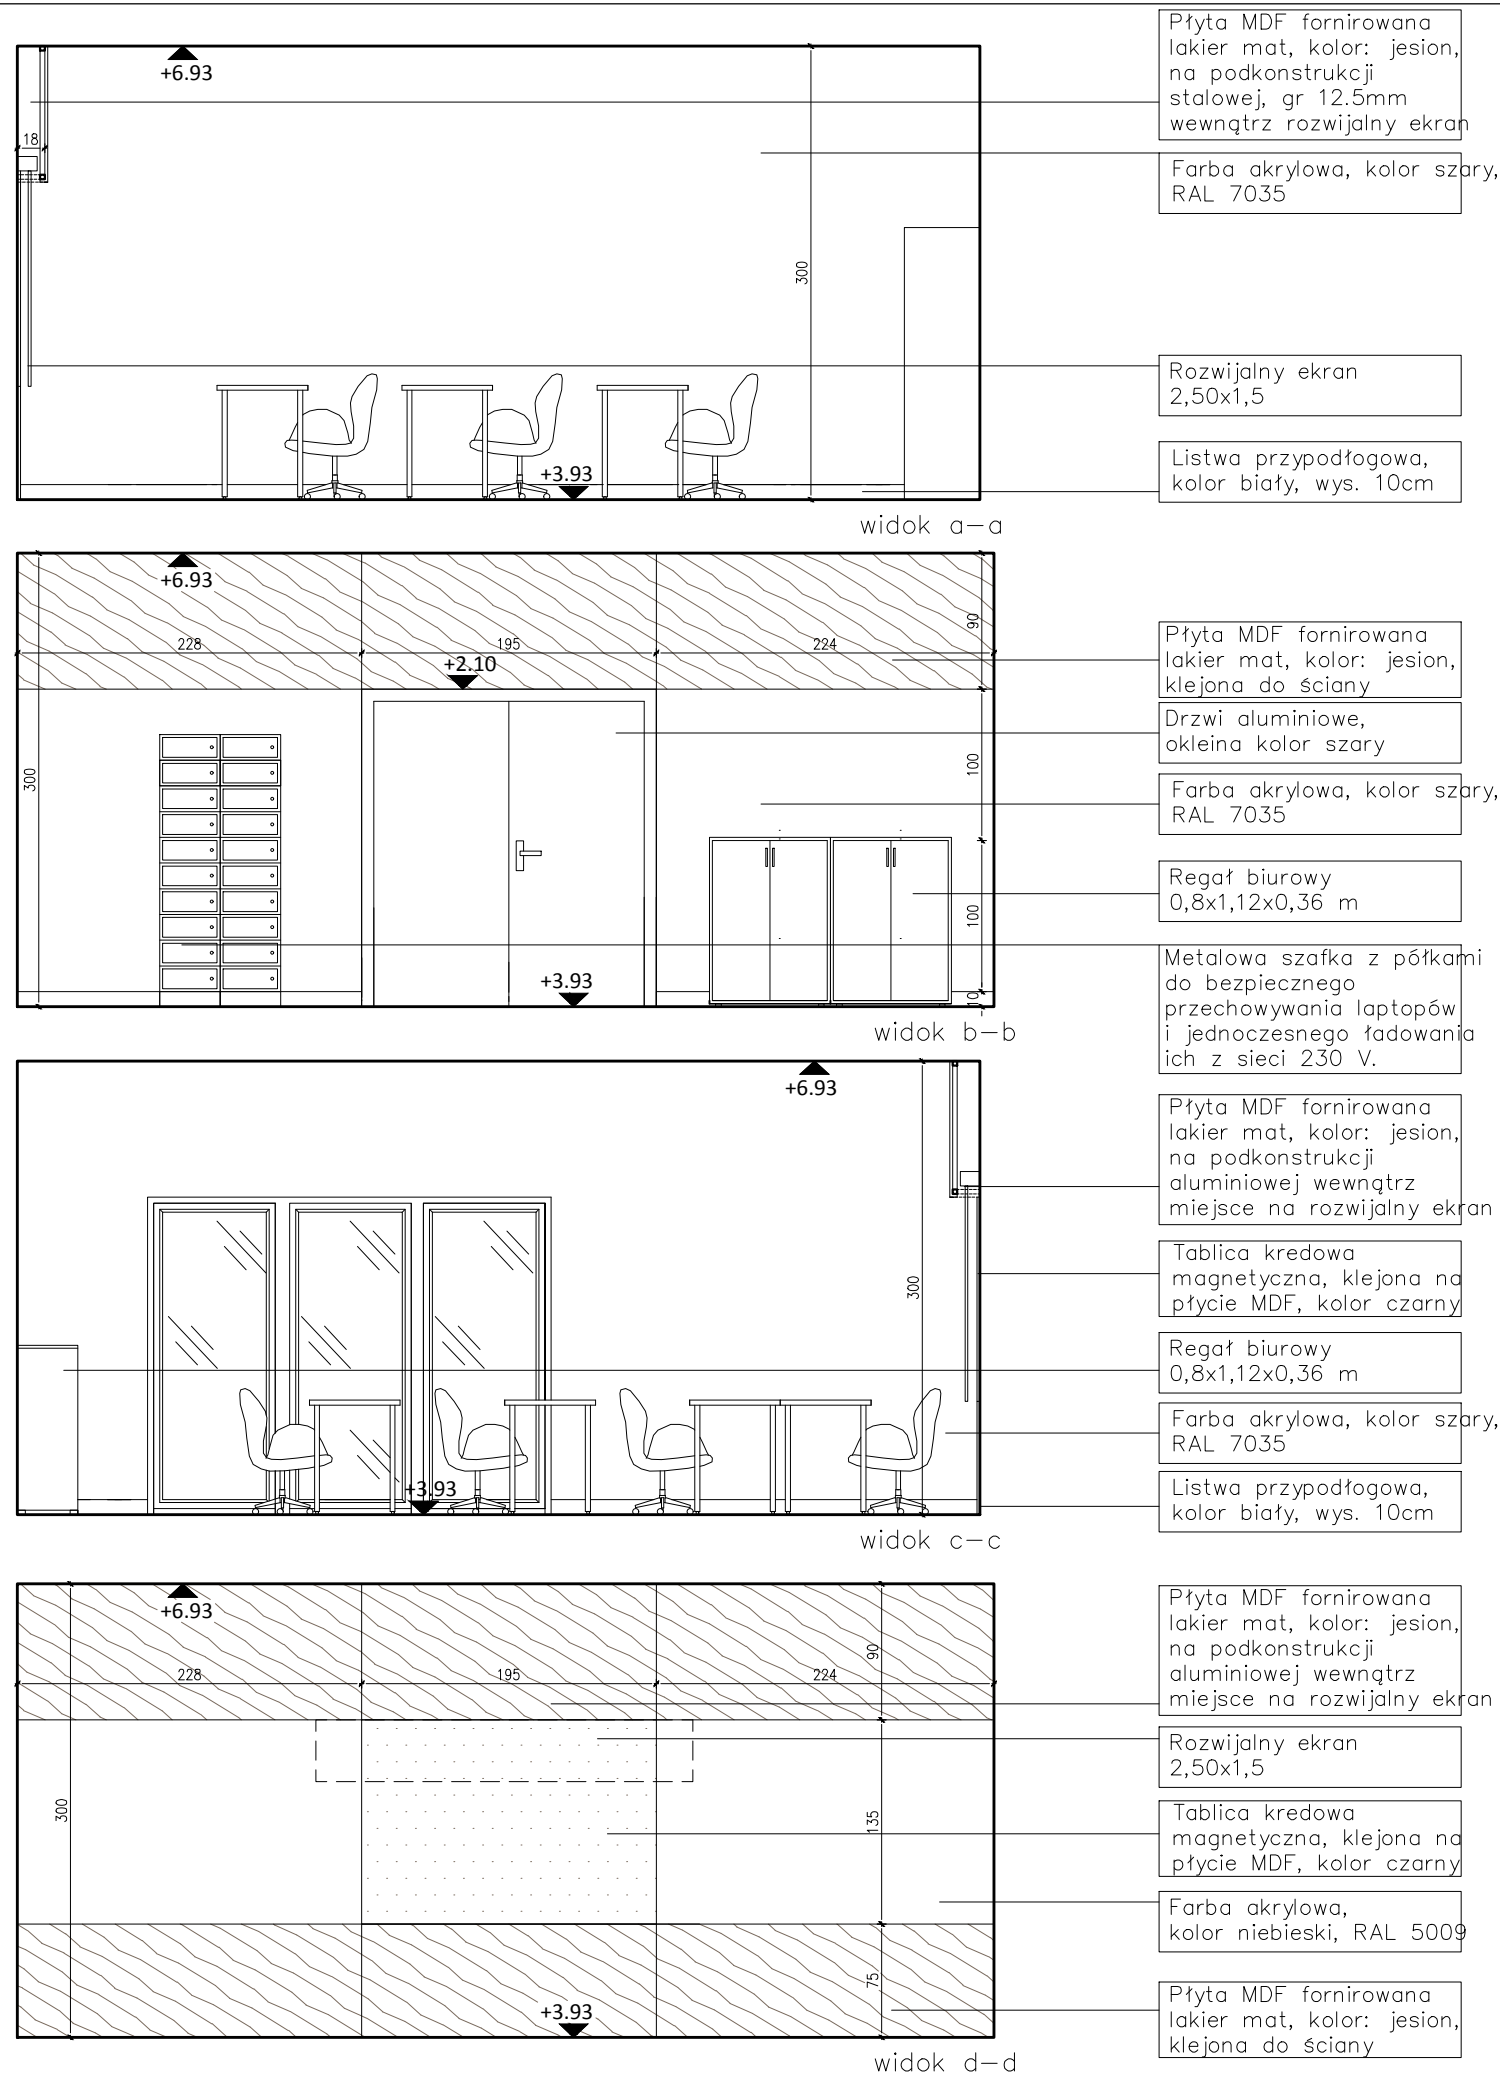 Płyta MDF fornirowana
lakier mat, kolor: jesion,
na podkonstrukcji
stalowej, gr 12.5mm
wewnątrz rozwijalny ekran
+6.93
18
Farba akrylowa, kolor szary,
RAL 7035
300
Rozwijalny ekran
2,50x1,5
Listwa przypodłogowa,
kolor biały, wys. 10cm
+3.93
widok a-a
+6.93
228
195
224
90
+2.10
Płyta MDF fornirowana
lakier mat, kolor: jesion,
klejona do ściany
Drzwi aluminiowe,
okleina kolor szary
300
100
Farba akrylowa, kolor szary,
RAL 7035
Regał biurowy
0,8x1,12x0,36 m
100
Metalowa szafka z półkami
do bezpiecznego
przechowywania laptopów
i jednoczesnego ładowania
ich z sieci 230 V.
+3.93
10
widok b-b
+6.93
Płyta MDF fornirowana
lakier mat, kolor: jesion,
na podkonstrukcji
aluminiowej wewnątrz
miejsce na rozwijalny ekran
Tablica kredowa
magnetyczna, klejona na
płycie MDF, kolor czarny
300
Regał biurowy
0,8x1,12x0,36 m
Farba akrylowa, kolor szary,
RAL 7035
Listwa przypodłogowa,
kolor biały, wys. 10cm
+3.93
widok c-c
+6.93
228
195
224
90
Płyta MDF fornirowana
lakier mat, kolor: jesion,
na podkonstrukcji
aluminiowej wewnątrz
miejsce na rozwijalny ekran
Rozwijalny ekran
2,50x1,5
300
135
Tablica kredowa
magnetyczna, klejona na
płycie MDF, kolor czarny
Farba akrylowa,
kolor niebieski, RAL 5009
75
+3.93
Płyta MDF fornirowana
lakier mat, kolor: jesion,
klejona do ściany
widok d-d